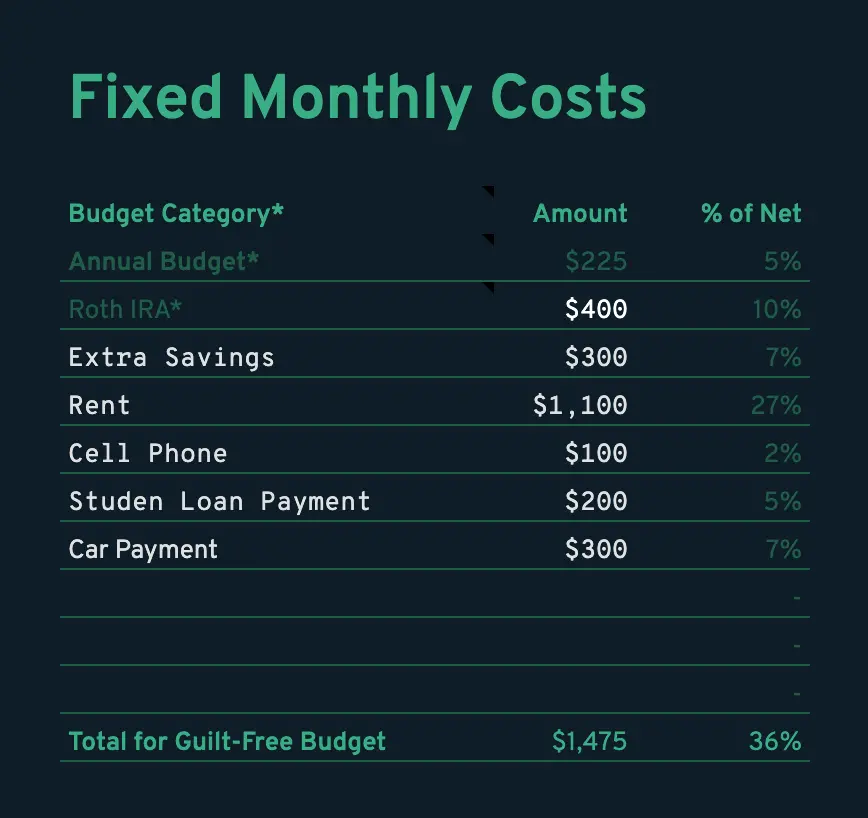 Fixed Monthly Costs
Budget Category* Amount % of Net
Annual Budget* $225 5%
Roth IRA* $400 10%
Extra Savings $300 7%
Rent $1,100 27%
Cell Phone $100 2%
Studen Loan Payment $200 5%
Car Payment $300 7%
-
-
-
Total for Guilt-Free Budget $1,475 36%